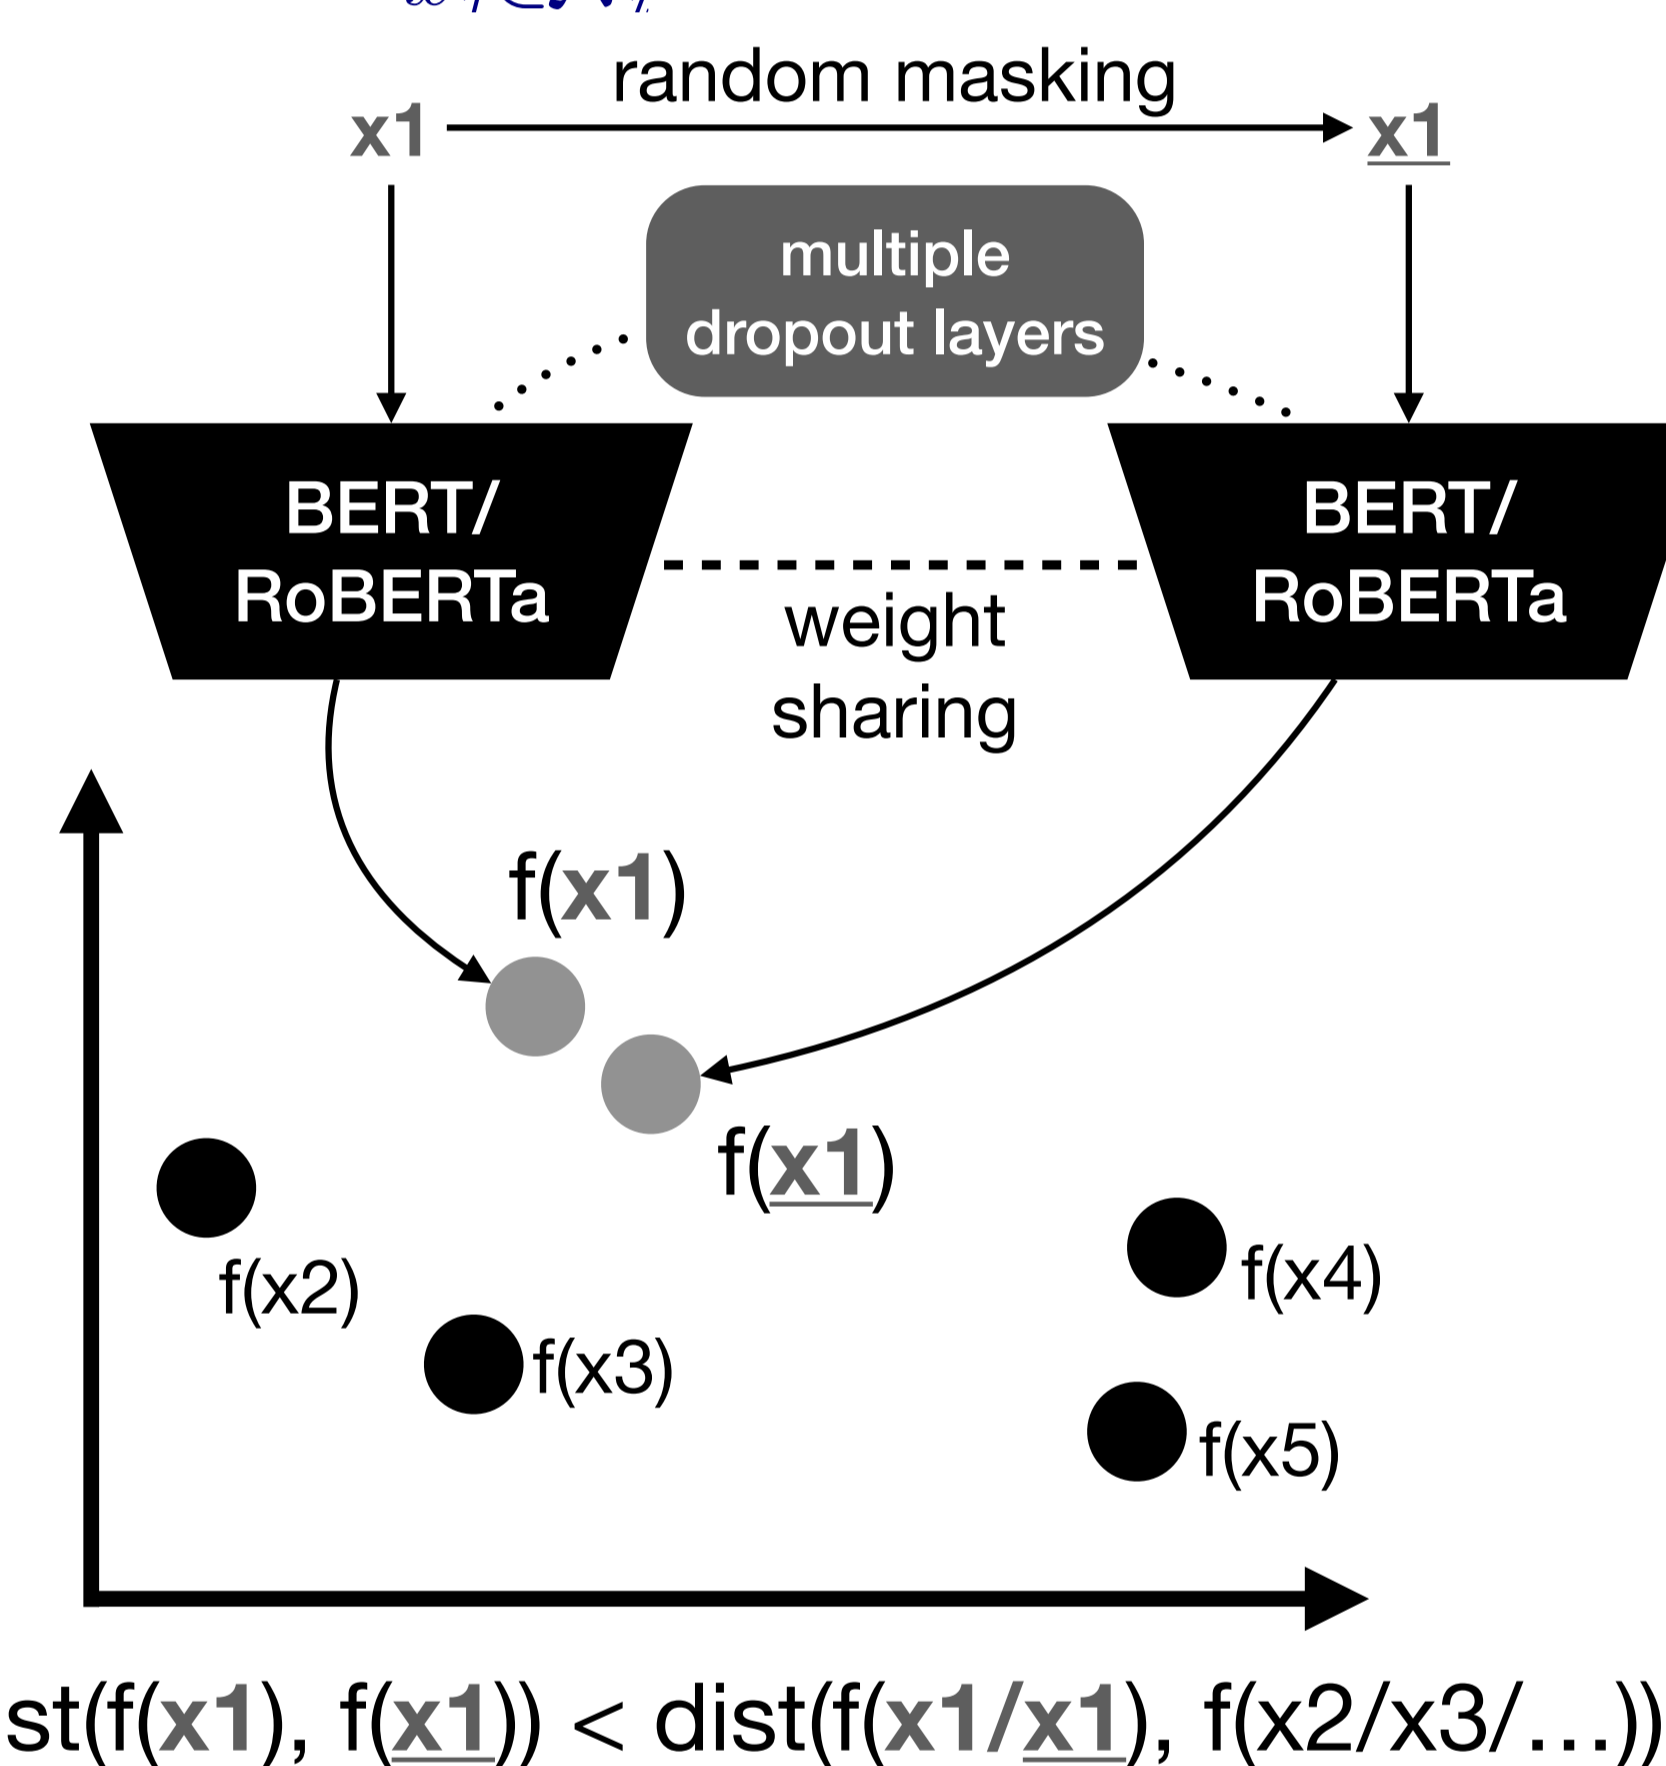 random masking
x1
x1
multiple
dropout layers
BERT/
RoBERTa
BERT/
RoBERTa
weight
sharing
f(x1)
f(x1)
f(x2)
f(x3)
f(x4)
f(x5)
st(f(x1), f(x1)) < dist(f(x1/x1), f(x2/x3/...))